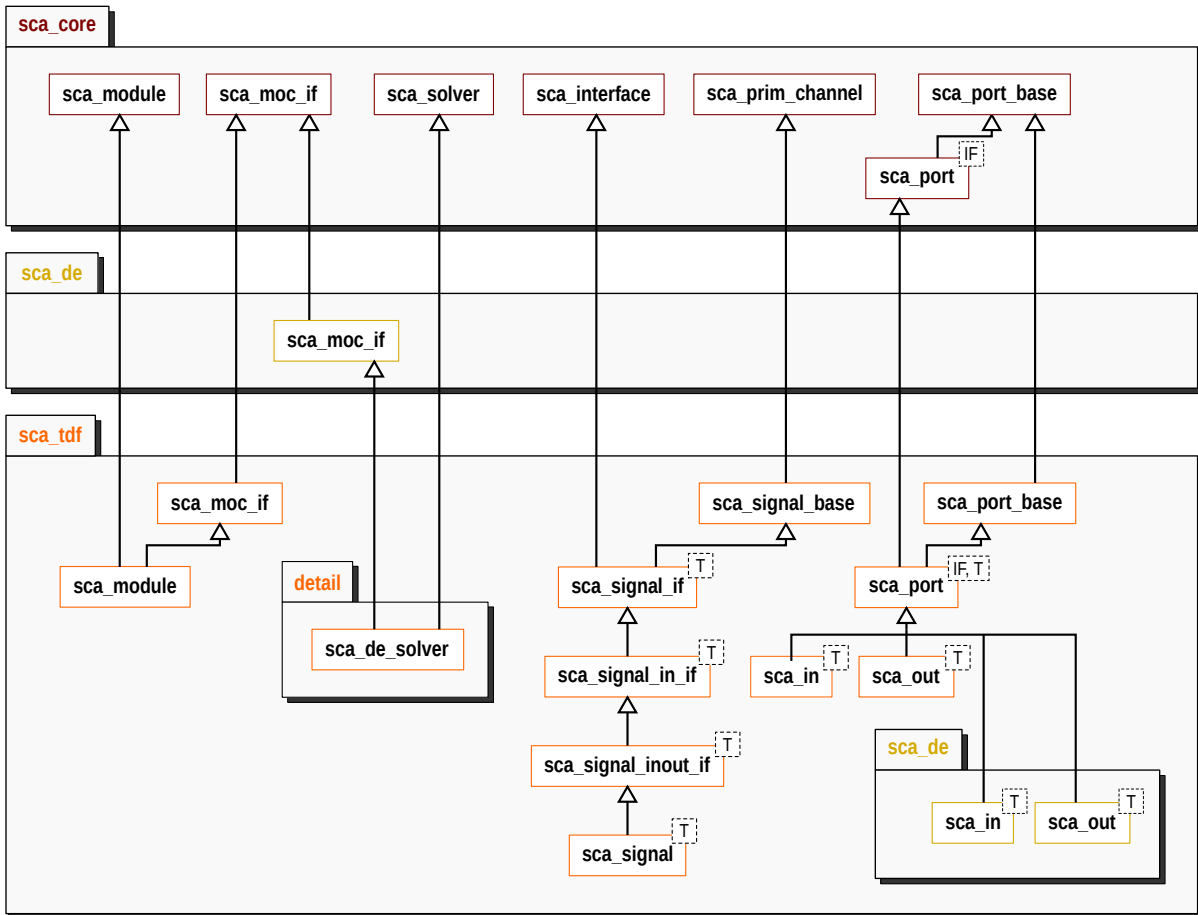 sca_core
sca_module
sca_moc_if
sca_solver
sca_interface
sca_prim_channel
sca_port_base
IF
sca_port
sca_de
sca_moc_if
sca_tdf
sca_moc_if
sca_signal_base
sca_port_base
sca_module
detail
T
sca_signal_if
IF, T
sca_port
sca_de_solver
T
sca_signal_in_if
T
sca_in
T
sca_out
T
sca_signal_inout_if
sca_de
T
sca_in
T
sca_out
T
sca_signal